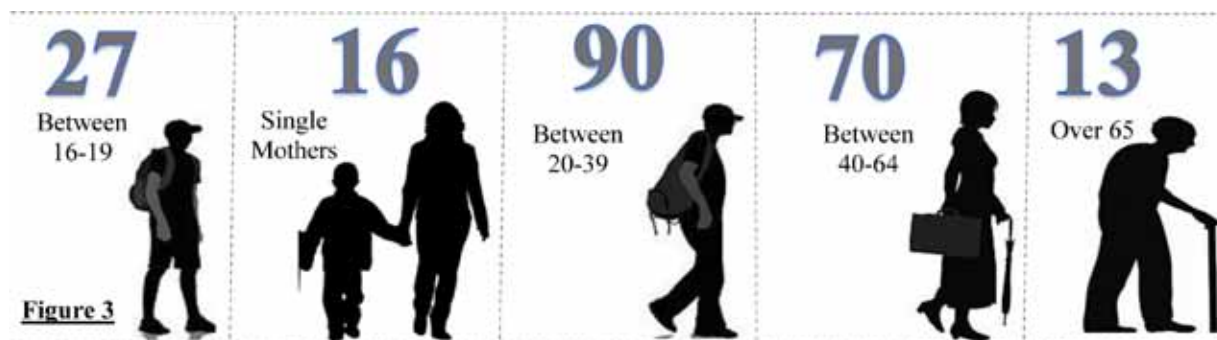 27
Between
16-19
Figure 3
16
Single
Mothers
90
Between
20-39
70
Between
40-64
13
Over 65